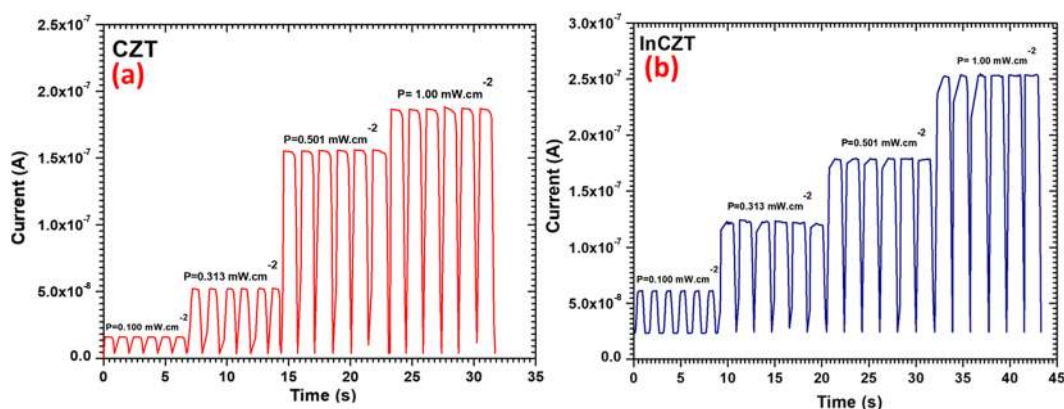 CZT
(a)
2.5x10-7
2.0x10-7
1.5x10-7
1.0x10-7
5.0x10-8
0.0
Current (A)
P=0.100 mW.cm-2
P=0.313 mW.cm-2
P=0.501 mW.cm-2
P= 1.00 mW.cm-2
0 5 10 15 20 25 30 35
Time (s)
InCZT
(b)
3.0x10-7
2.5x10-7
2.0x10-7
1.5x10-7
1.0x10-7
5.0x10-8
0.0
Current (A)
P=0.100 mW.cm-2
P=0.313 mW.cm-2
P=0.501 mW.cm-2
P= 1.00 mW.cm-2
0 5 10 15 20 25 30 35 40 45
Time (s)